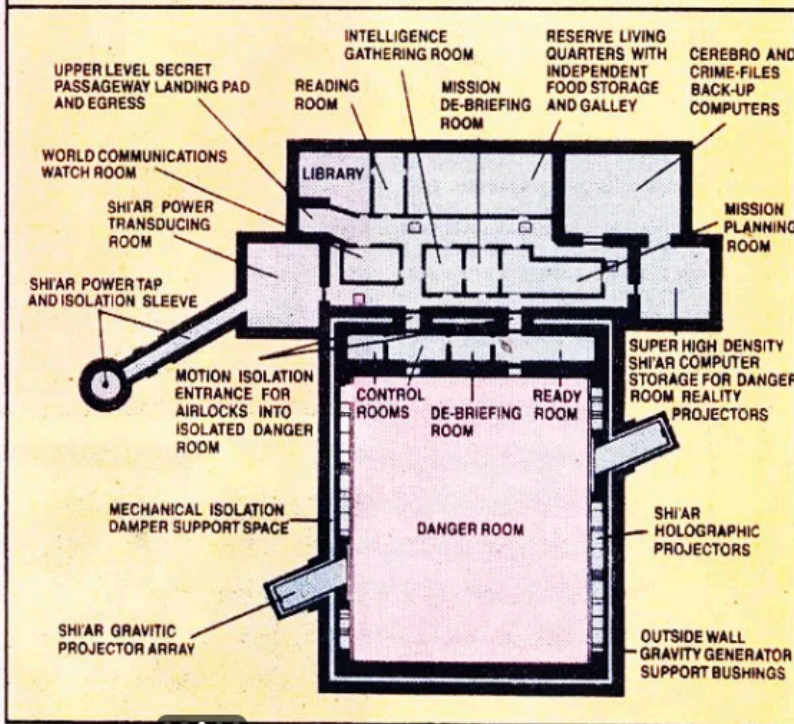 INTELLIGENCE
GATHERING ROOM
RESERVE LIVING
QUARTERS WITH
INDEPENDENT
FOOD STORAGE
AND GALLEY
CEREBRO AND
CRIME-FILES
BACK-UP
COMPUTERS
UPPER LEVEL SECRET
PASSAGEWAY LANDING PAD
AND EGRESS
READING
ROOM
MISSION
DE-BRIEFING
ROOM
WORLD COMMUNICATIONS
WATCH ROOM
LIBRARY
SHI'AR POWER
TRANSDUCING
ROOM
MISSION
PLANNING
ROOM
SHI'AR POWER TAP
AND ISOLATION SLEEVE
MOTION ISOLATION
ENTRANCE FOR
AIRLOCKS INTO
ISOLATED DANGER
ROOM
CONTROL
ROOMS
DE-BRIEFING
ROOM
READY
ROOM
SUPER HIGH DENSITY
SHI'AR COMPUTER
STORAGE FOR DANGER
ROOM REALITY
PROJECTORS
MECHANICAL ISOLATION
DAMPER SUPPORT SPACE
DANGER ROOM
SHI'AR
HOLOGRAPHIC
PROJECTORS
SHI'AR GRAVITIC
PROJECTOR ARRAY
OUTSIDE WALL
GRAVITY GENERATOR
SUPPORT BUSHINGS